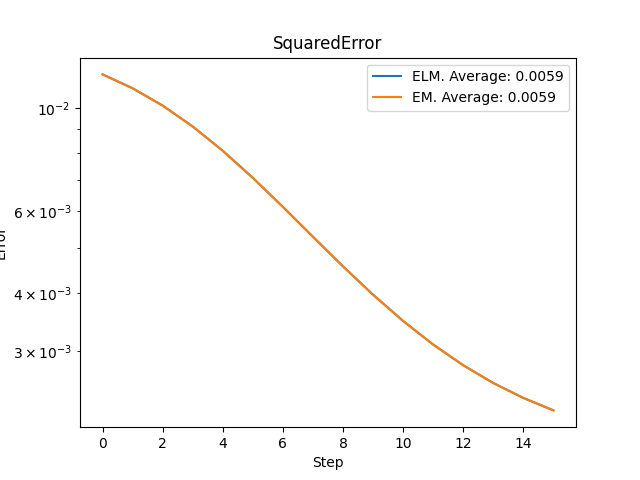 SquaredError
ELM. Average: 0.0059
EM. Average: 0.0059
10⁻²
6 × 10⁻³
4 × 10⁻³
3 × 10⁻³
Error
0 2 4 6 8 10 12 14
Step